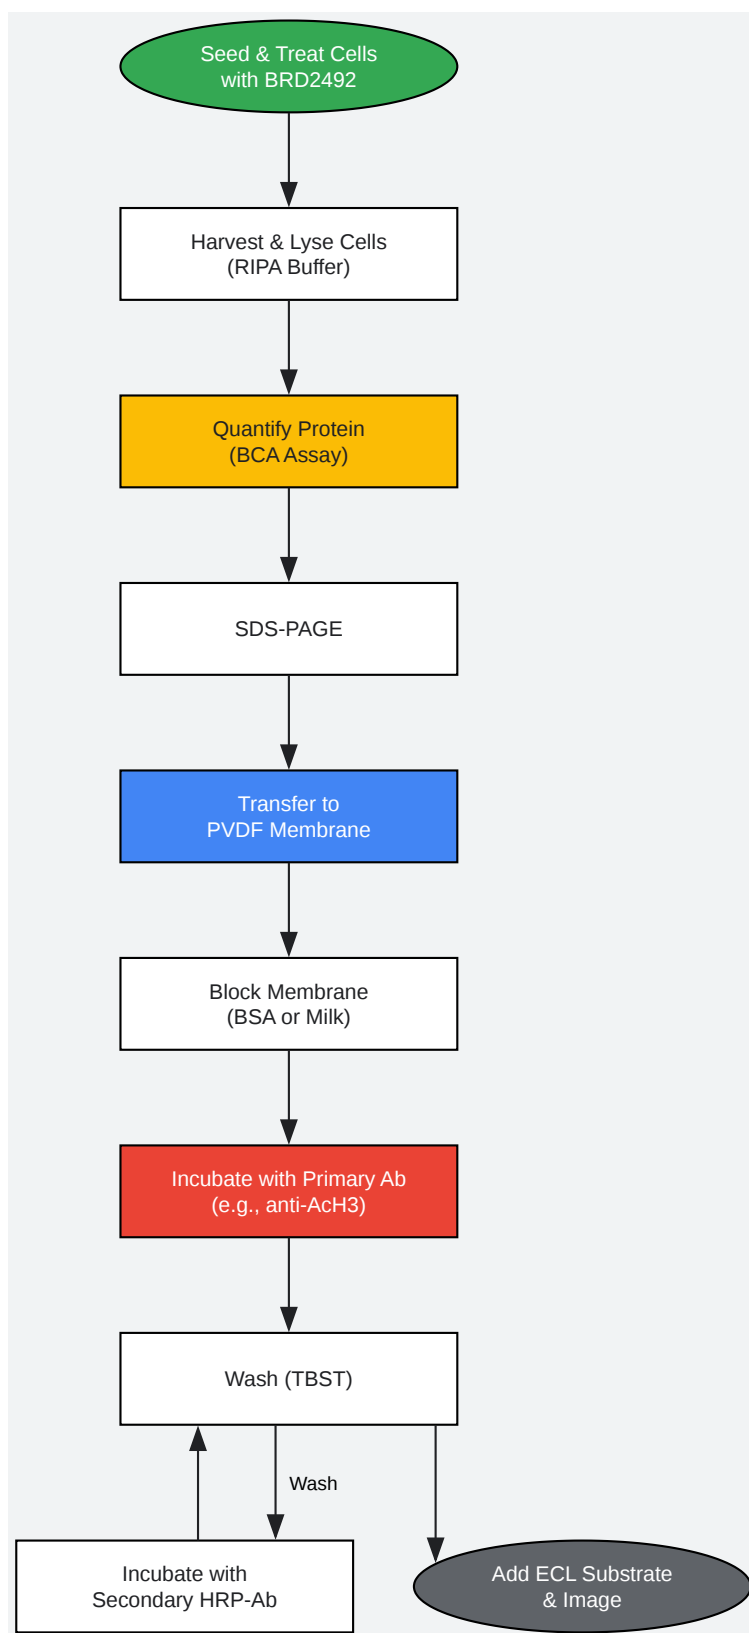 Seed & Treat Cells
with BRD2492
Harvest & Lyse Cells
(RIPA Buffer)
Quantify Protein
(BCA Assay)
SDS-PAGE
Transfer to
PVDF Membrane
Block Membrane
(BSA or Milk)
Incubate with Primary Ab
(e.g., anti-AcH3)
Wash (TBST)
Wash
Incubate with
Secondary HRP-Ab
Add ECL Substrate
& Image